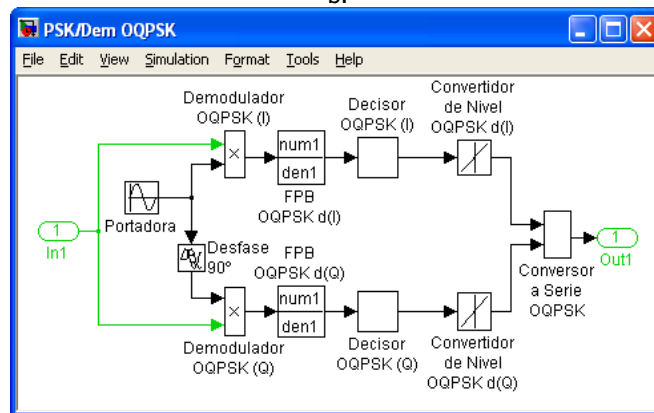 PSK/Dem OQPSK
File Edit View Simulation Format Tools Help
Demodulador
OQPSK (I)
Decisor
OQPSK (I)
Convertidor
de Nivel
OQPSK d(I)
×
num1
den1
FPB
OQPSK d(I)
Portadora
1
In1
Desfase
90º
FPB
OQPSK d(Q)
1
Out1
Conversor
a Serie
OQPSK
×
num1
den1
Demodulador
OQPSK (Q)
Decisor
OQPSK (Q)
Convertidor
de Nivel
OQPSK d(Q)